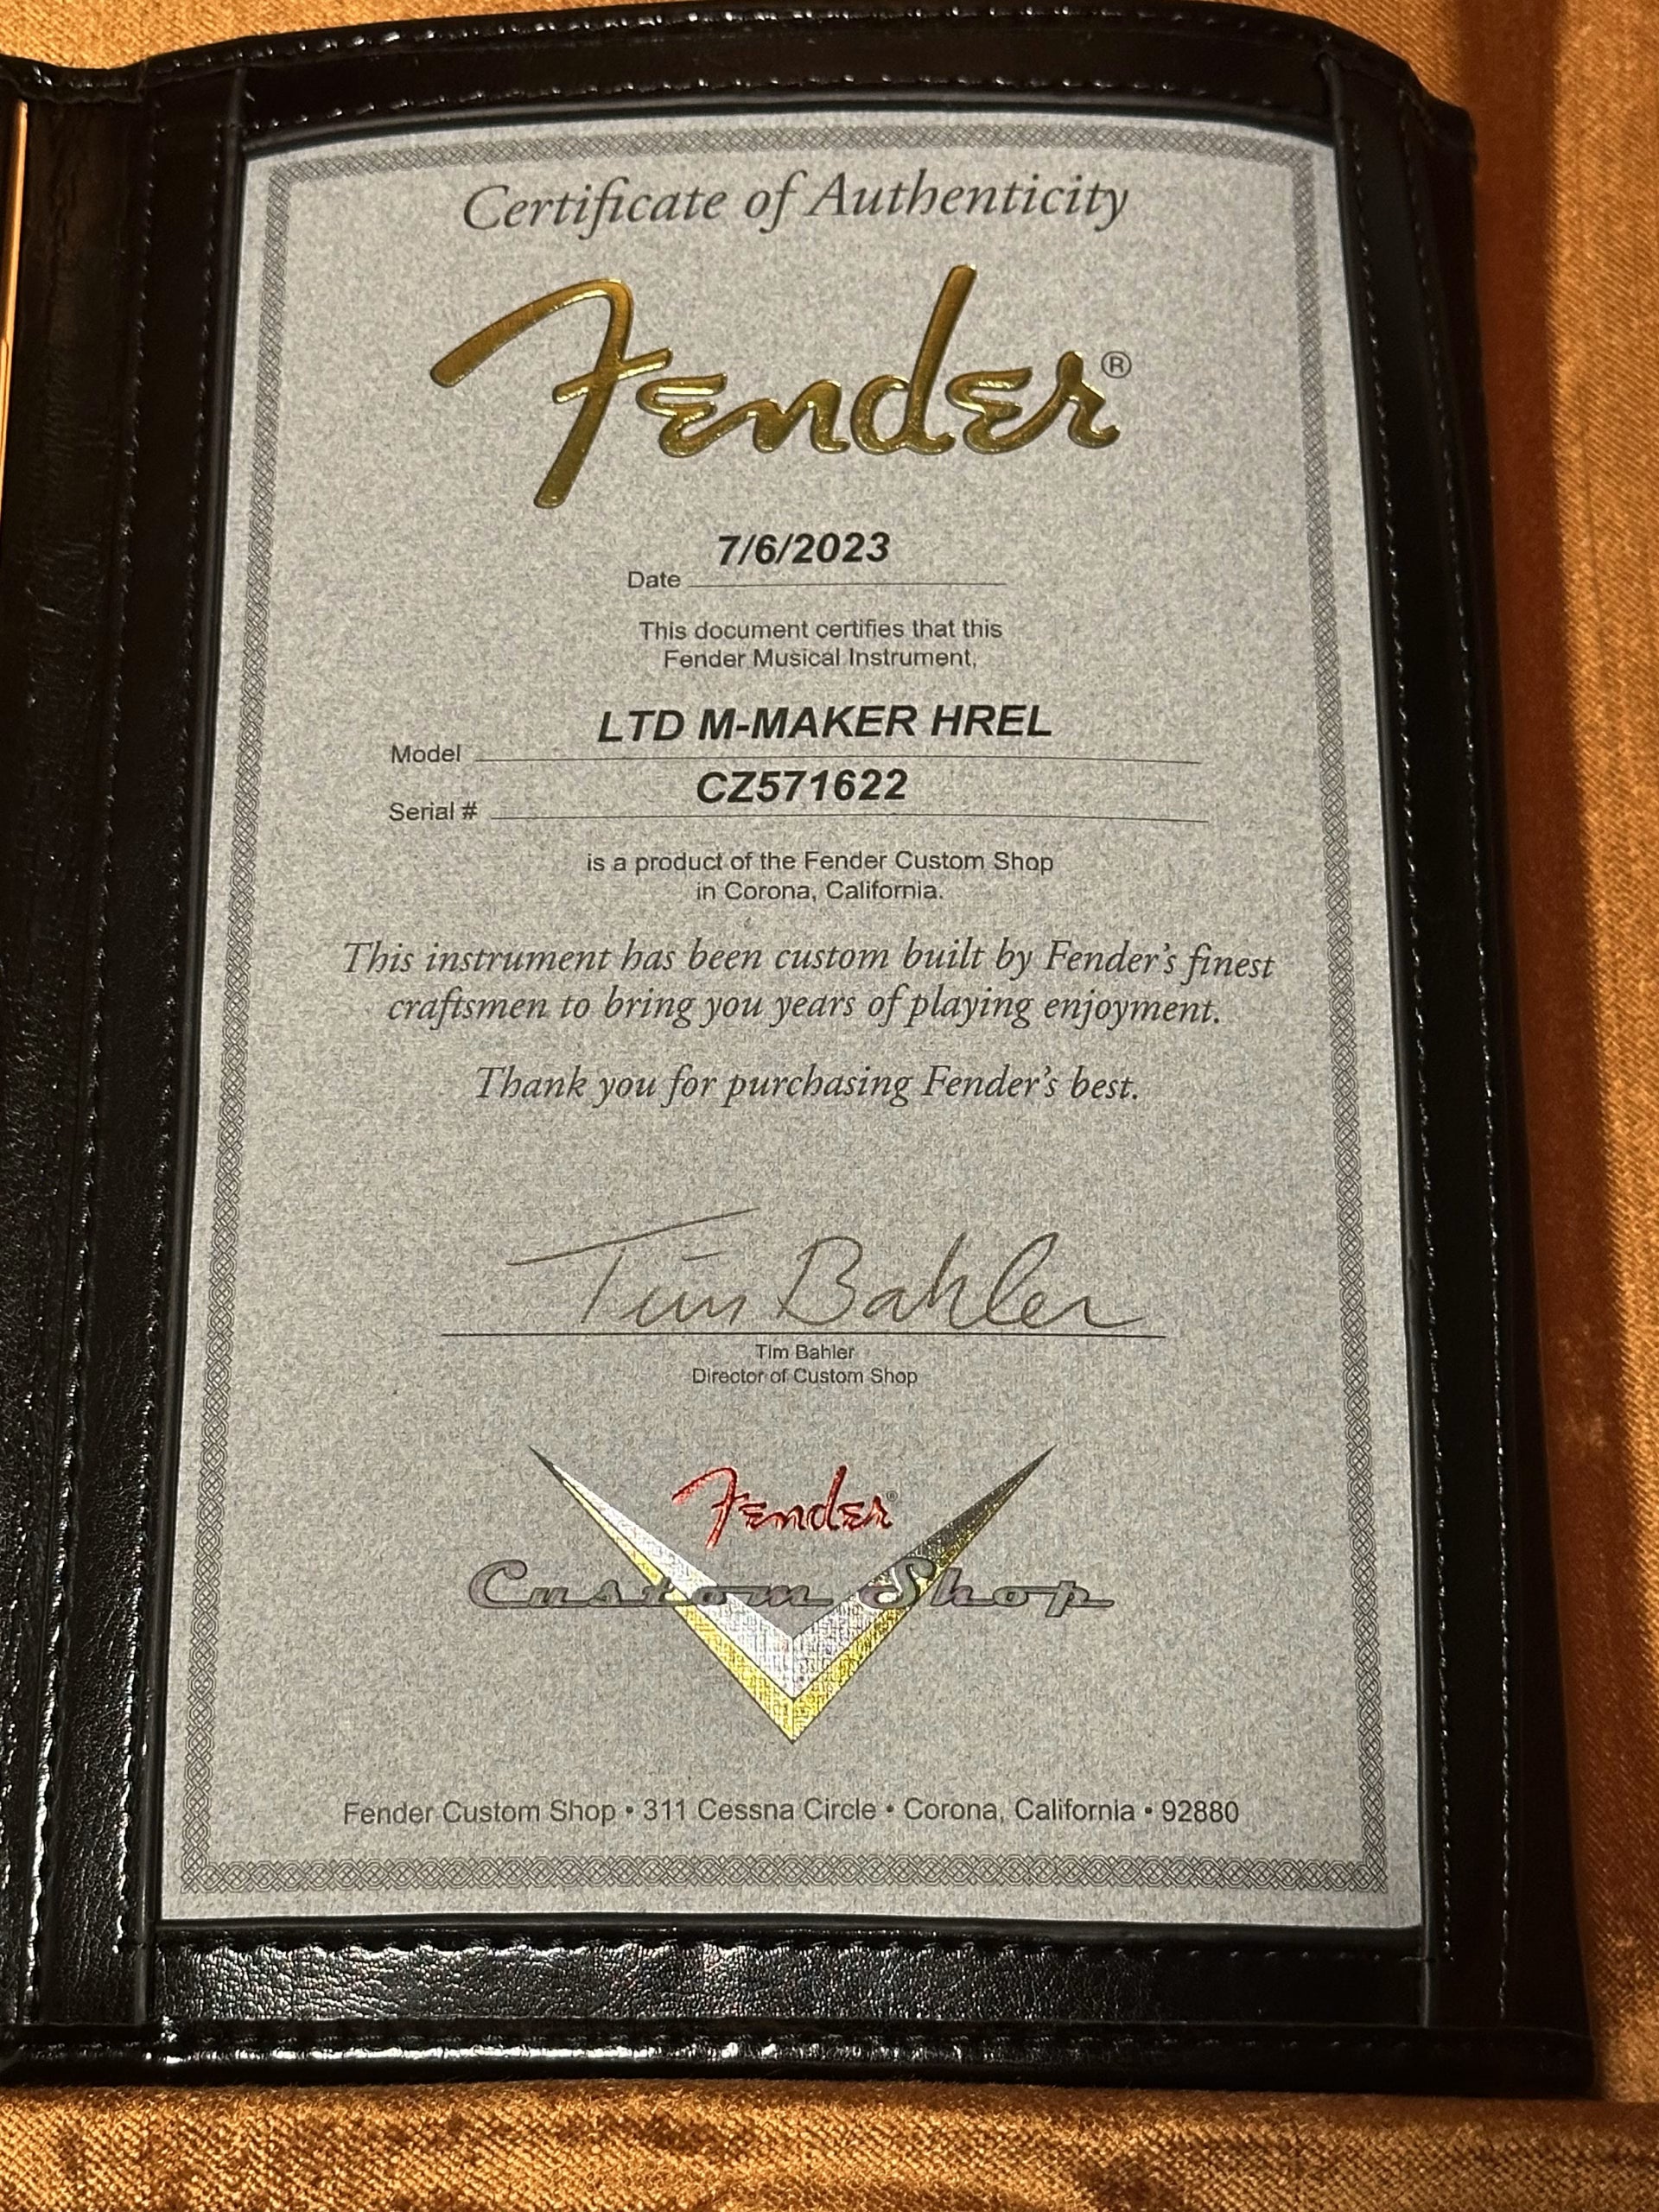 Certificate of Authenticity
Fender®
Date 7/6/2023
This document certifies that this
Fender Musical Instrument,
Model LTD M-MAKER HREL
Serial # CZ571622
is a product of the Fender Custom Shop
in Corona, California.
This instrument has been custom built by Fender's finest
craftsmen to bring you years of playing enjoyment.
Thank you for purchasing Fender's best.
Tim Bahler
Tim Bahler
Director of Custom Shop
Fender®
Custom Shop
Fender Custom Shop • 311 Cessna Circle • Corona, California • 92880